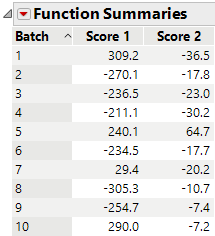 Function Summaries
Batch Score 1 Score 2
1 309.2 -36.5
2 -270.1 -17.8
3 -236.5 -23.0
4 -211.1 -30.2
5 240.1 64.7
6 -234.5 -17.7
7 29.4 -20.2
8 -305.3 -10.7
9 -254.7 -7.4
10 290.0 -7.2